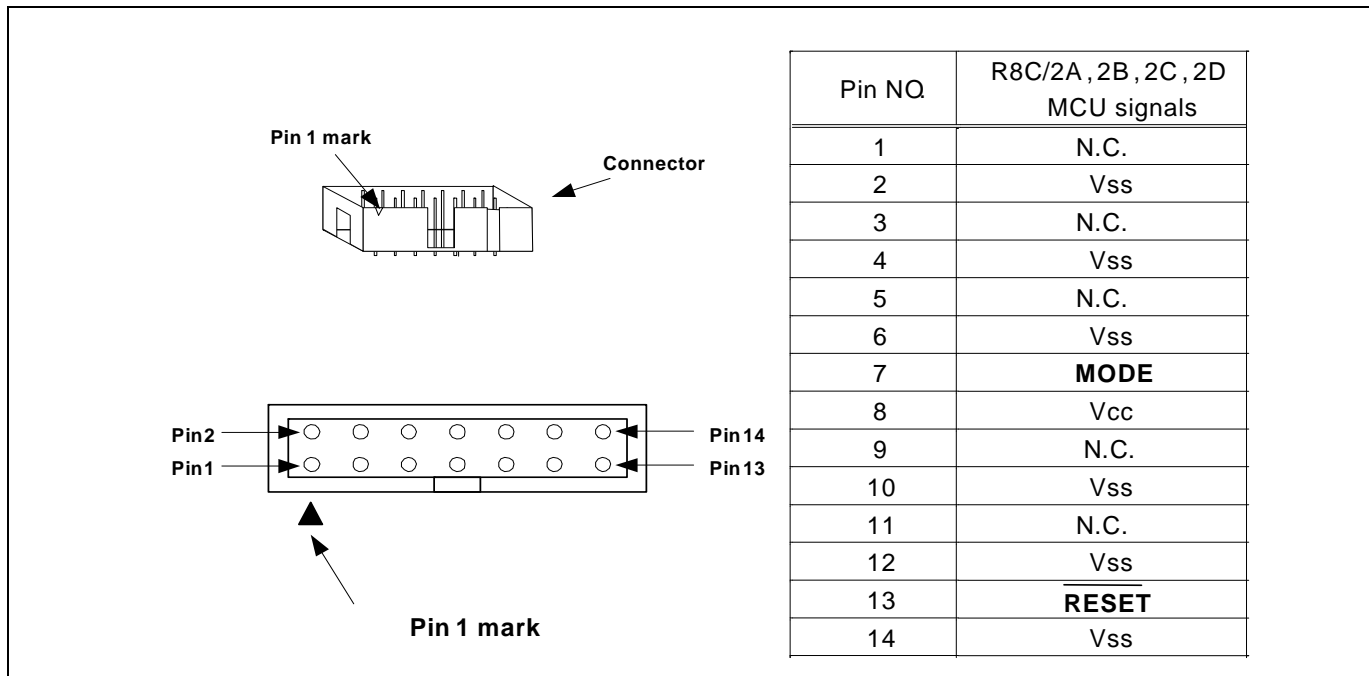 Pin 1 mark
Connector
Pin2
Pin1
Pin14
Pin13
Pin 1 mark
Pin NO. R8C/2A , 2B , 2C , 2D
MCU signals
1 N.C.
2 Vss
3 N.C.
4 Vss
5 N.C.
6 Vss
7 MODE
8 Vcc
9 N.C.
10 Vss
11 N.C.
12 Vss
13 RESET
14 Vss